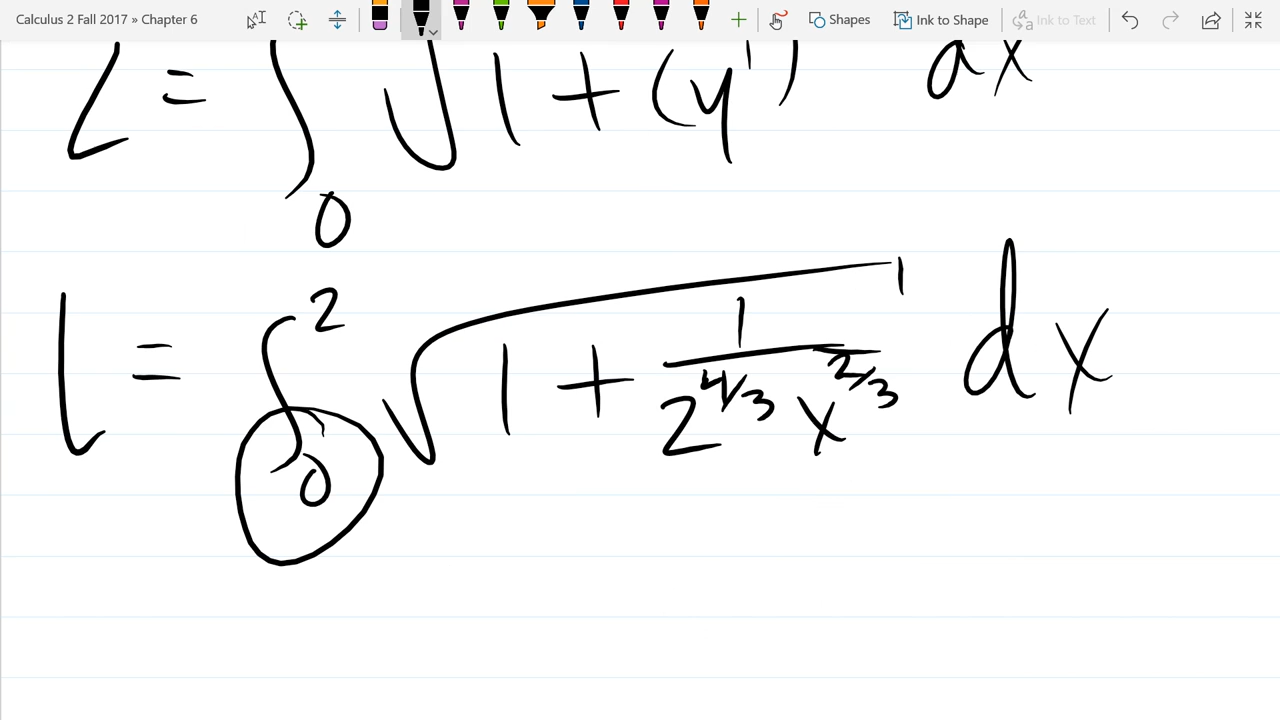 Calculus 2 Fall 2017 » Chapter 6 Shapes Ink to Shape Ink to Text
L = ∫₀ √1 + (y') dx
L = ∫₀² √1 + 1/(2^(4/3) x^(2/3)) dx